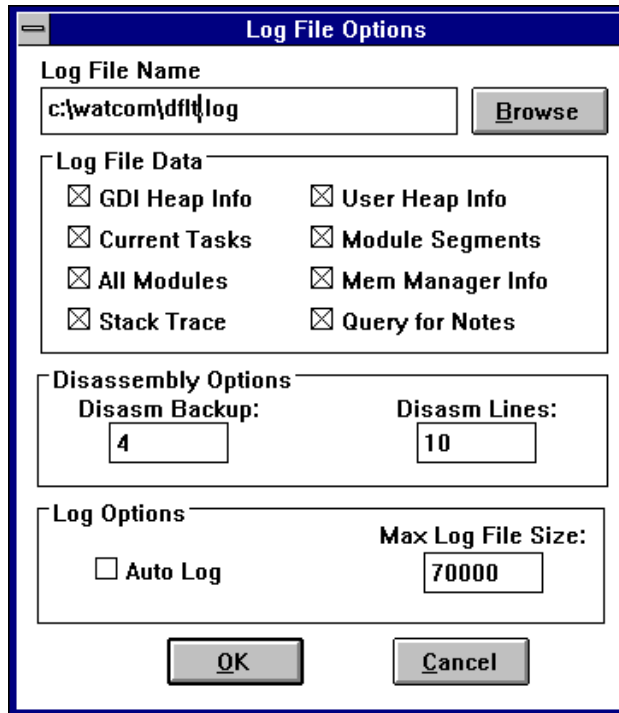 Log File Options
Log File Name
c:\watcom\dflt.log
Browse
Log File Data
GDI Heap Info User Heap Info
Current Tasks Module Segments
All Modules Mem Manager Info
Stack Trace Query for Notes
Disassembly Options
Disasm Backup: Disasm Lines:
4 10
Log Options
Max Log File Size:
Auto Log 70000
OK Cancel